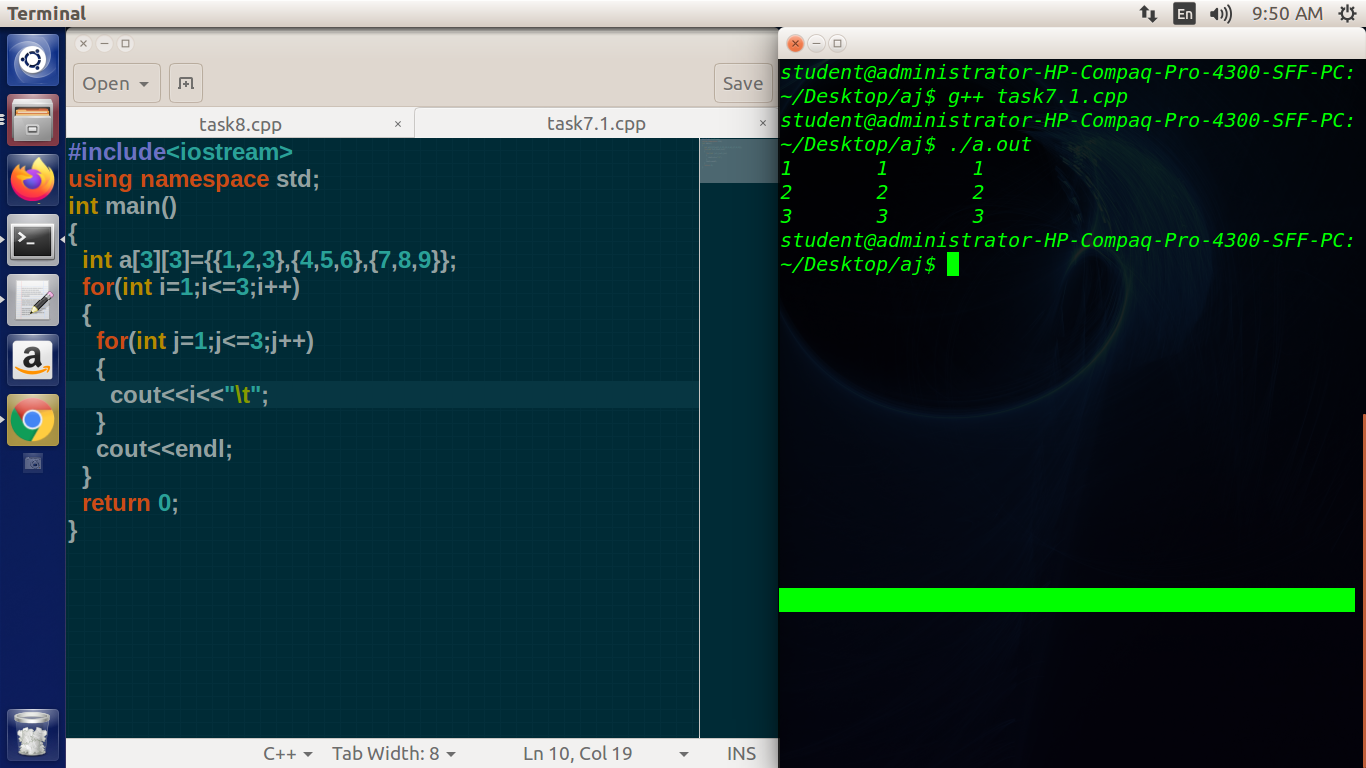 Terminal
En
9:50 AM
Open
Save
task8.cpp
task7.1.cpp
#include<iostream>
using namespace std;
int main()
{
int a[3][3]={{1,2,3},{4,5,6},{7,8,9}};
for(int i=1;i<=3;i++)
{
for(int j=1;j<=3;j++)
{
cout<<i<<"\t";
}
cout<<endl;
}
return 0;
}
C++
Tab Width: 8
Ln 10, Col 19
INS
student@administrator-HP-Compaq-Pro-4300-SFF-PC:
~/Desktop/aj$ g++ task7.1.cpp
student@administrator-HP-Compaq-Pro-4300-SFF-PC:
~/Desktop/aj$ ./a.out
1 1 1
2 2 2
3 3 3
student@administrator-HP-Compaq-Pro-4300-SFF-PC:
~/Desktop/aj$